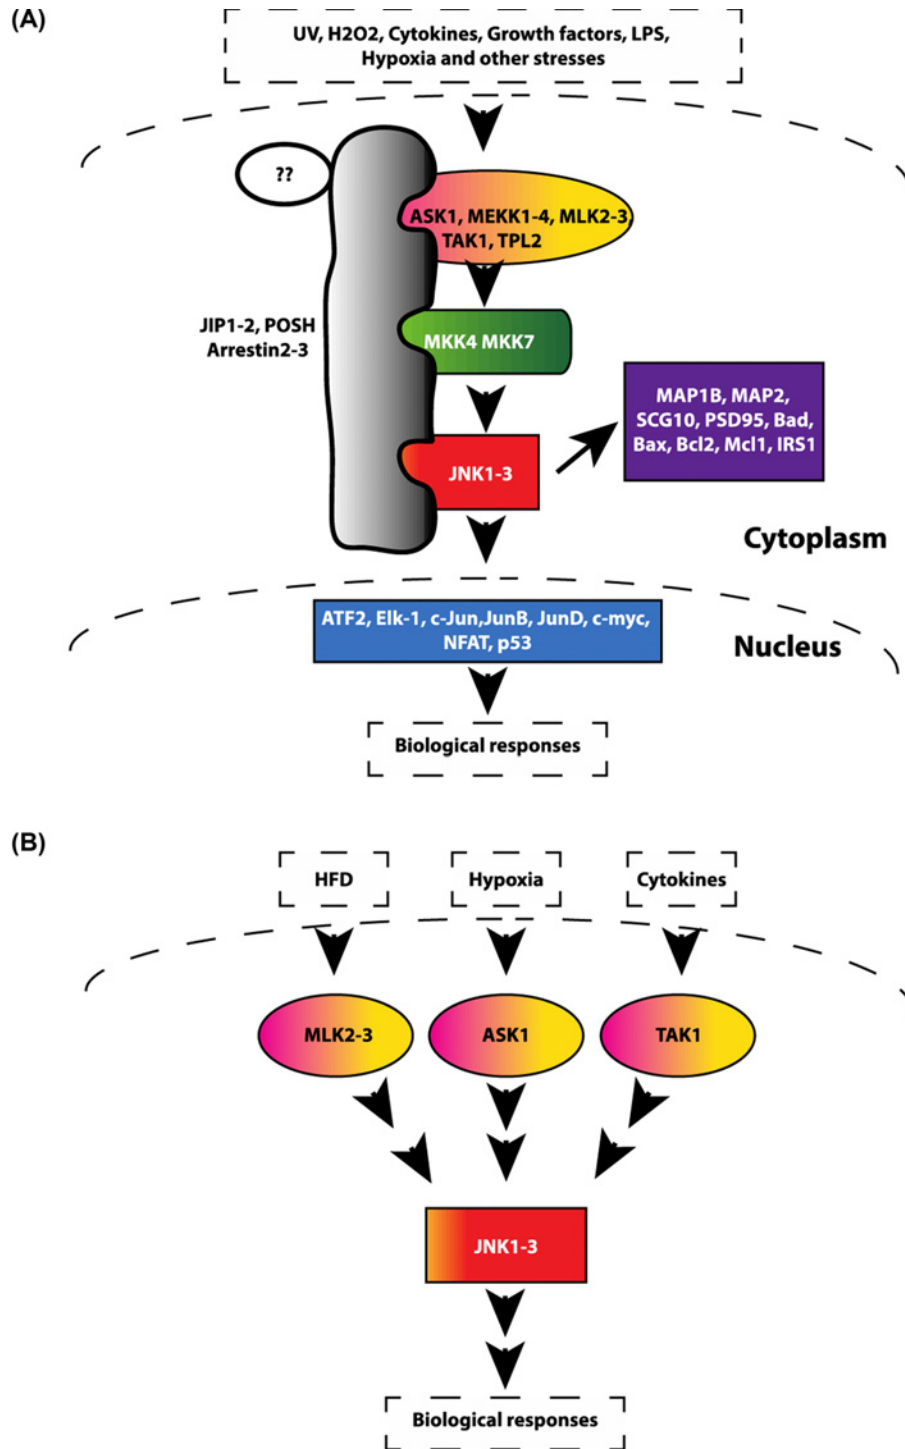 (A)
UV, H2O2, Cytokines, Growth factors, LPS,
Hypoxia and other stresses
??
ASK1, MEKK1-4, MLK2-3,
TAK1, TPL2
JIP1-2, POSH
Arrestin2-3
MKK4 MKK7
MAP1B, MAP2,
SCG10, PSD95, Bad,
Bax, Bcl2, Mcl1, IRS1
JNK1-3
Cytoplasm
ATF2, Elk-1, c-Jun,JunB, JunD, c-myc,
NFAT, p53
Nucleus
Biological responses
(B)
HFD
Hypoxia
Cytokines
MLK2-3
ASK1
TAK1
JNK1-3
Biological responses